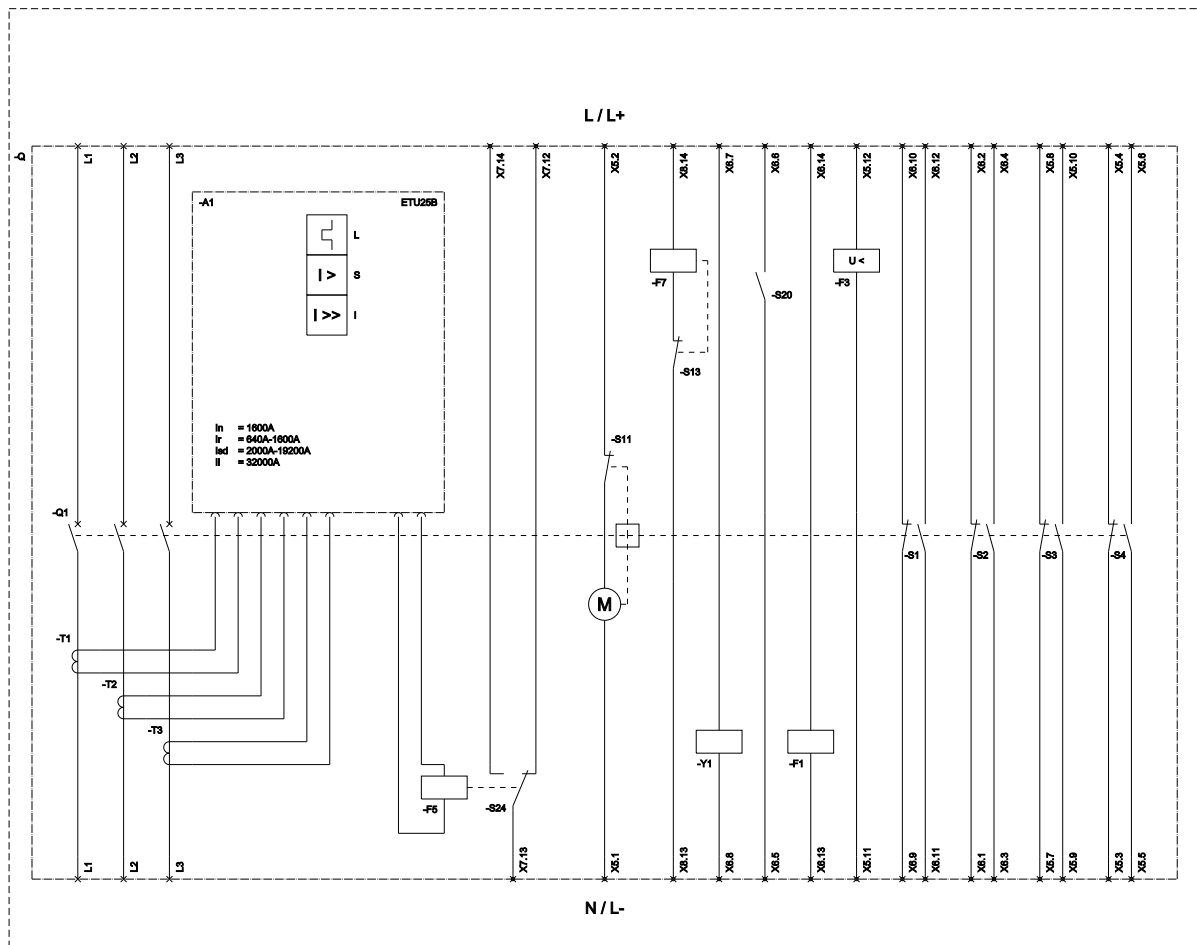 L / L+
-Q
L1
L2
L3
X7.14
X7.12
X5.2
X8.14
X6.7
X6.6
X6.14
X5.12
X6.10
X6.12
X6.2
X6.4
X5.8
X5.10
X5.4
X5.6
-A1
ETU25B
L
I >
S
I >>
I
U <
-F7
-F3
-S20
-S13
In = 1600A
Ir = 640A-1600A
Isd = 2000A-19200A
Ii = 32000A
-S11
-Q1
-S1
-S2
-S3
-S4
M
-T1
-T2
-T3
-Y1
-F1
-F5
-S24
L1
L2
L3
X7.13
X5.1
X8.13
X6.8
X6.5
X6.13
X5.11
X6.9
X6.11
X6.1
X6.3
X5.7
X5.9
X5.3
X5.5
N / L-